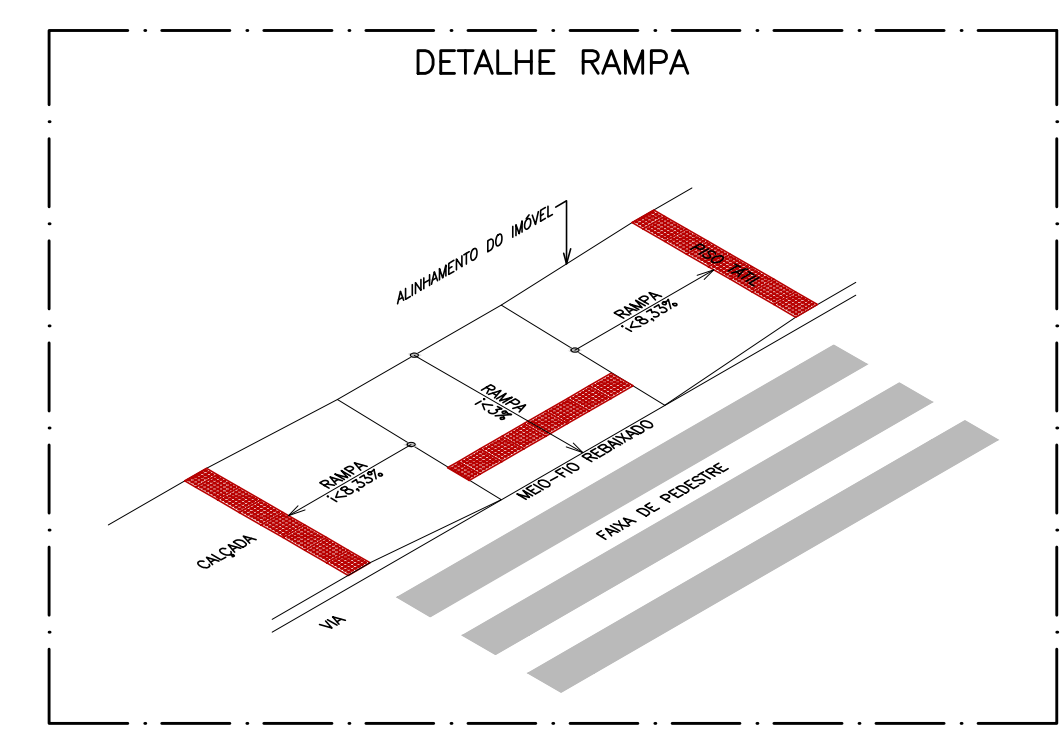 DETALHE RAMPA
ALINHAMENTO DO IMÓVEL
PISO TÁTIL
RAMPA
i<8,33%
RAMPA
i<3%
RAMPA
i<8,33%
MEIO-FIO REBAIXADO
FAIXA DE PEDESTRE
CALÇADA
VIA